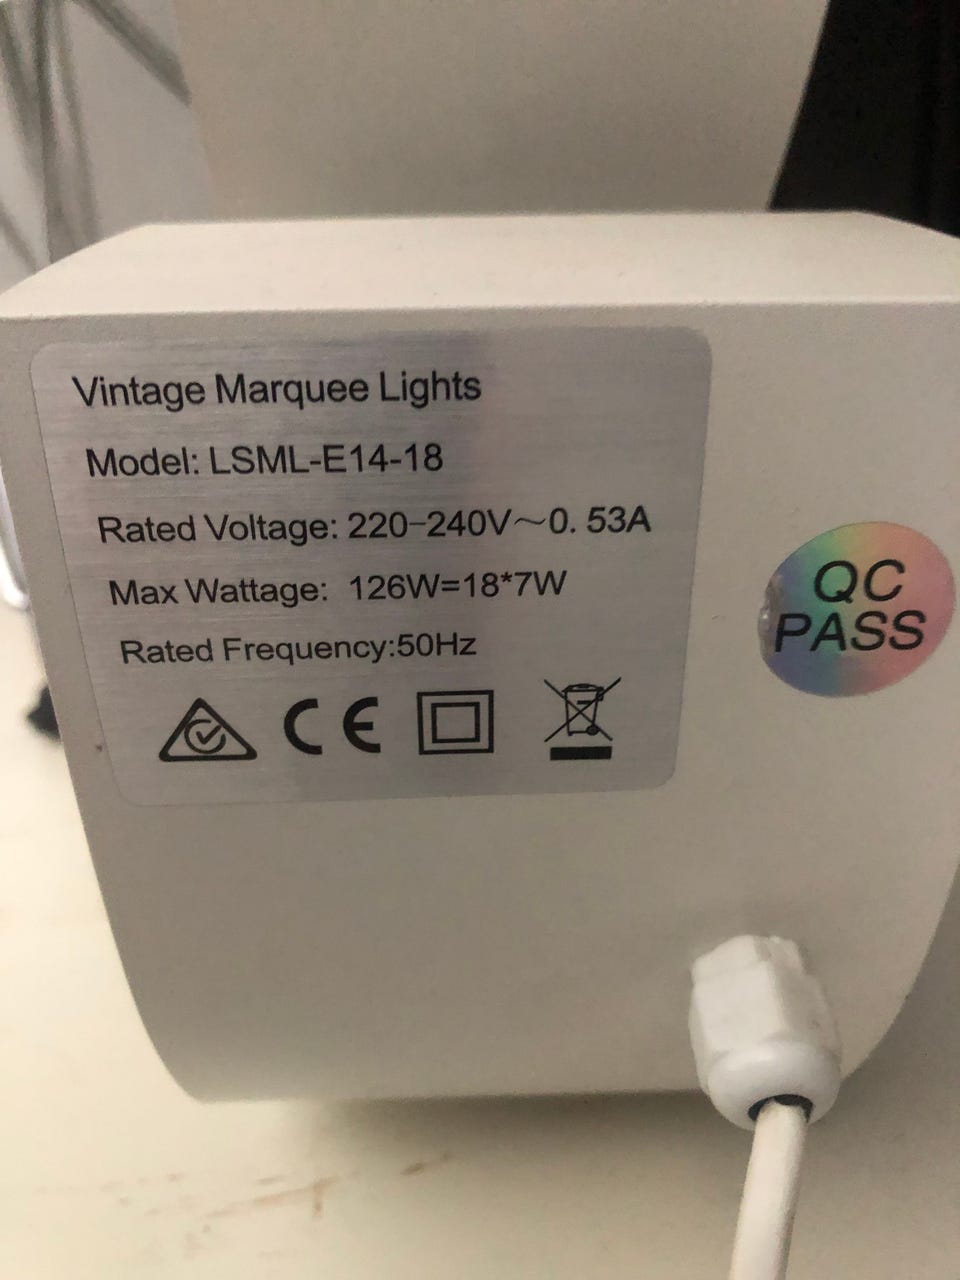 Vintage Marquee Lights
Model: LSML-E14-18
Rated Voltage: 220-240V~0. 53A
Max Wattage: 126W=18*7W
Rated Frequency:50Hz
CE
QC
PASS